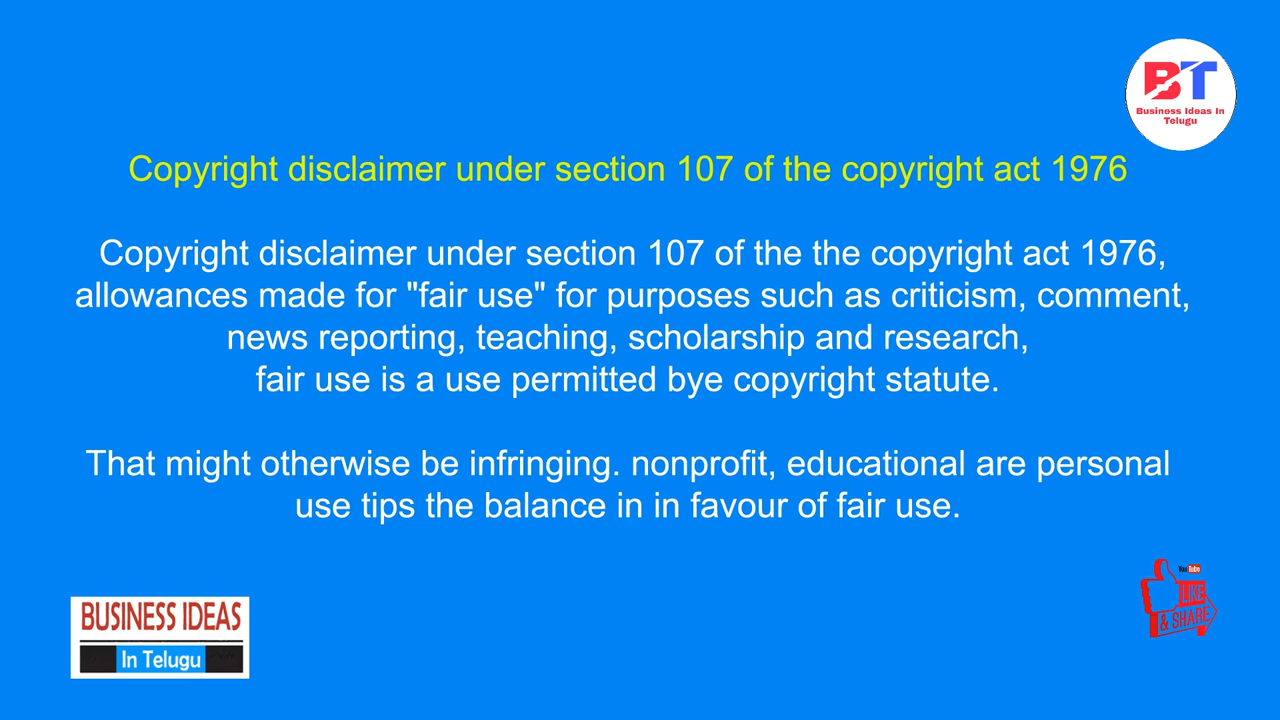 BT
Business Ideas In
Telugu
Copyright disclaimer under section 107 of the copyright act 1976
Copyright disclaimer under section 107 of the the copyright act 1976,
allowances made for "fair use" for purposes such as criticism, comment,
news reporting, teaching, scholarship and research,
fair use is a use permitted bye copyright statute.
That might otherwise be infringing. nonprofit, educational are personal
use tips the balance in in favour of fair use.
YouTube
LIKE
& SHARE
BUSINESS IDEAS
In Telugu